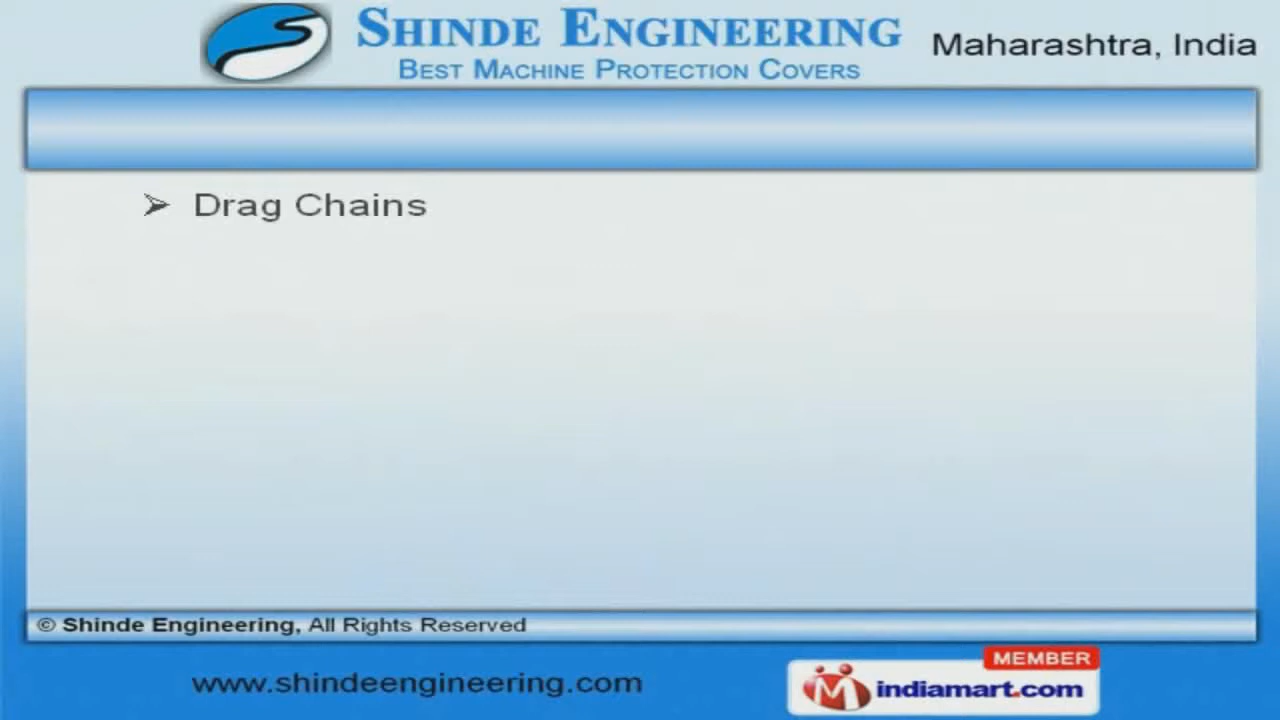 SHINDE ENGINEERING
BEST MACHINE PROTECTION COVERS
Maharashtra, India
➢ Drag Chains
© Shinde Engineering, All Rights Reserved
www.shindeengineering.com
MEMBER
indiamart.com